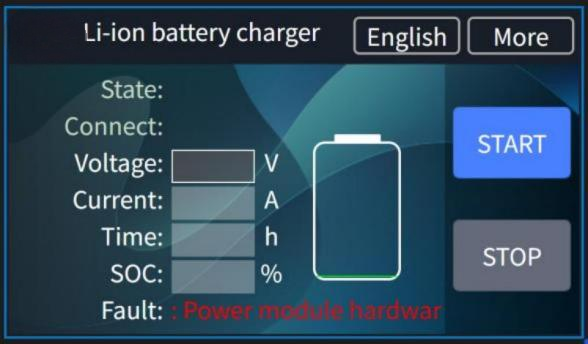 Li-ion battery charger English More
State:
Connect:
START
Voltage: V
Current: A
Time: h
STOP
SOC: %
Fault: : Power module hardwar